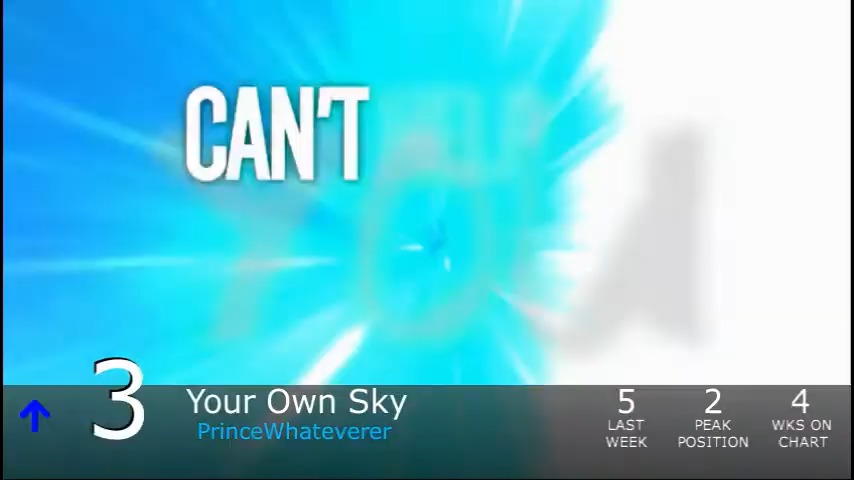 CAN'T
3
Your Own Sky
PrinceWhateverer
5
LAST
WEEK
2
PEAK
POSITION
4
WKS ON
CHART